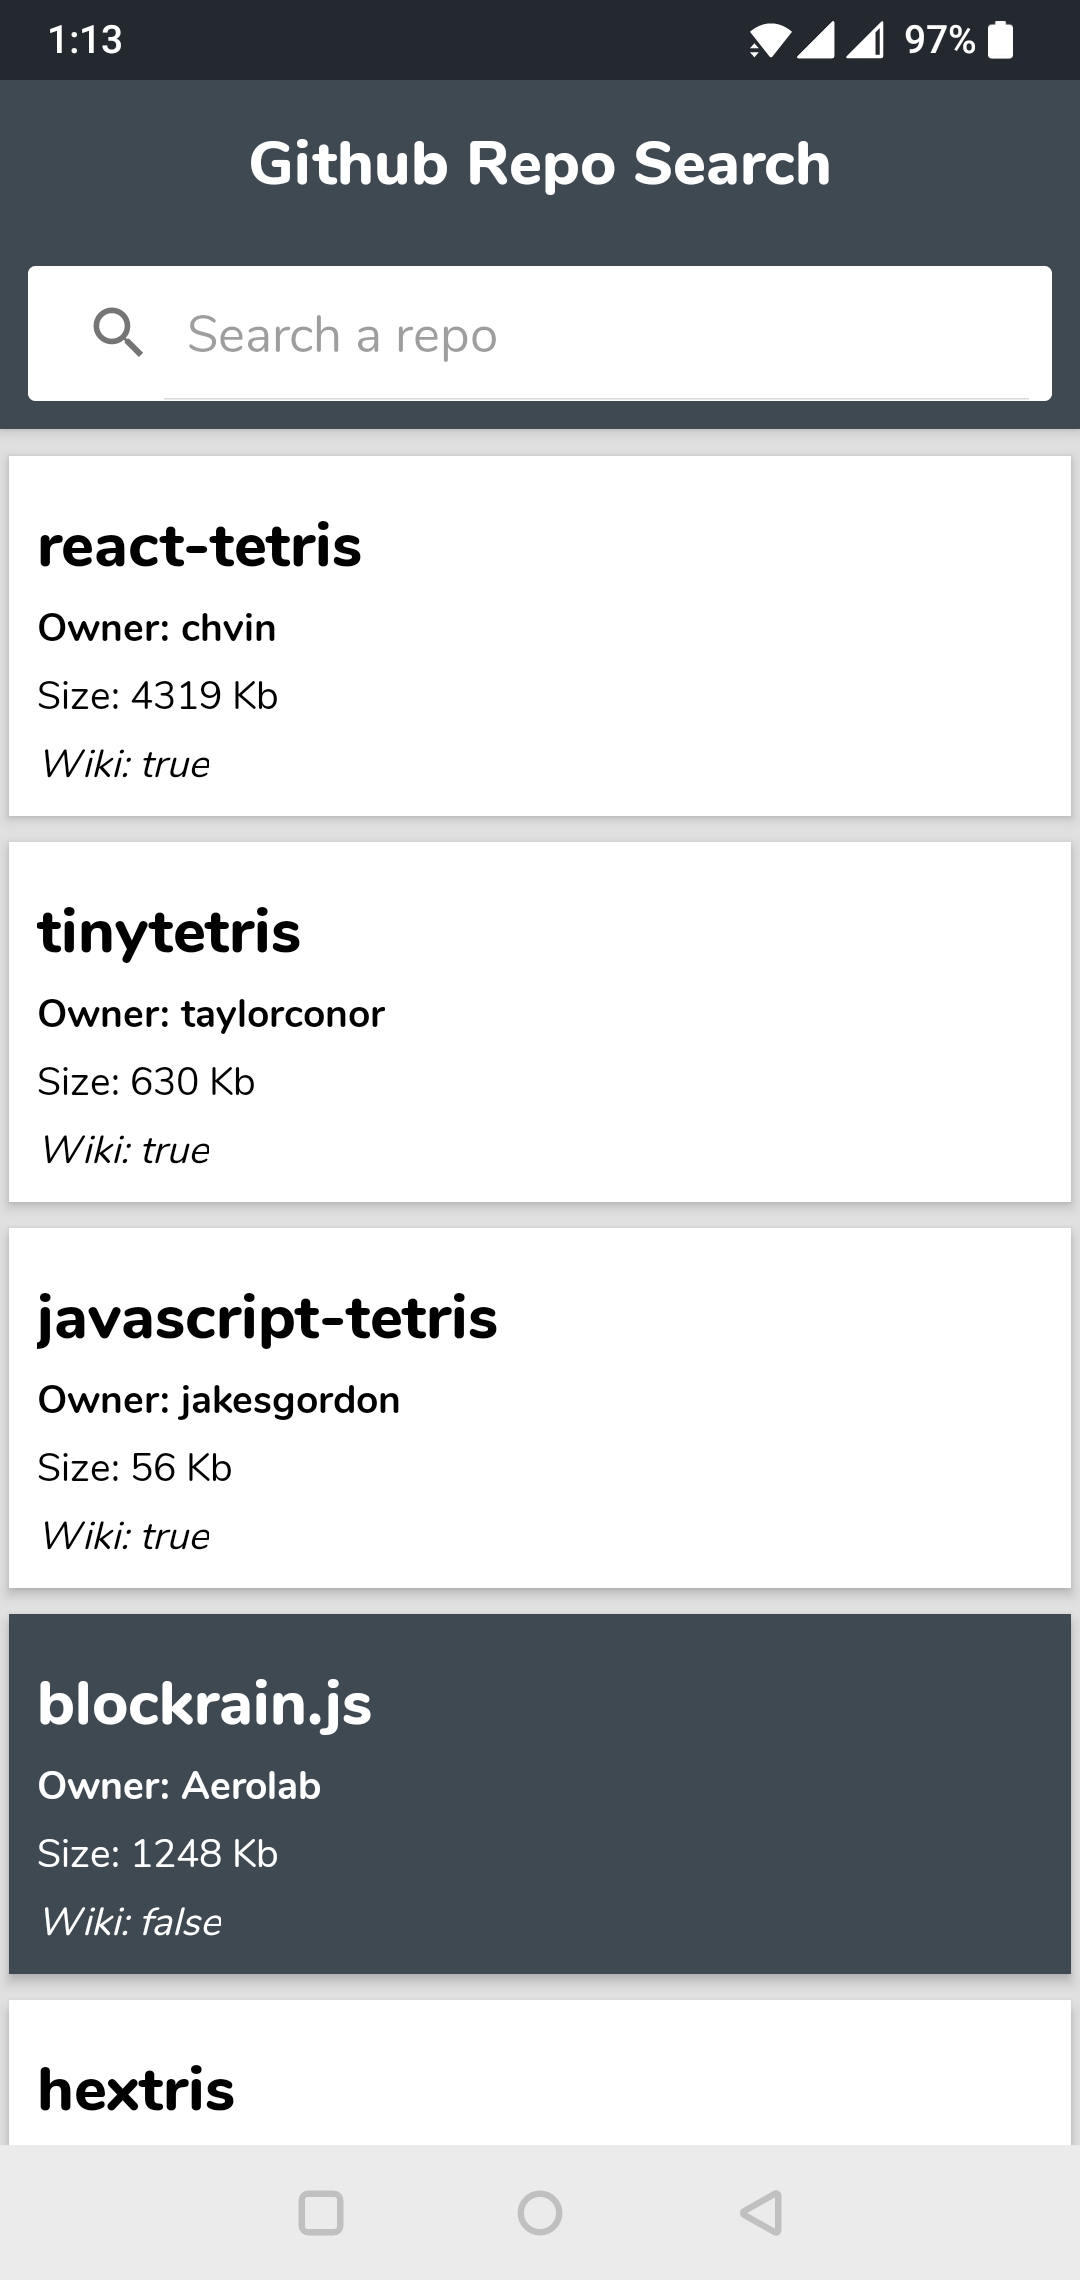 1:13
97%
Github Repo Search
Search a repo
react-tetris
Owner: chvin
Size: 4319 Kb
Wiki: true
tinytetris
Owner: taylorconor
Size: 630 Kb
Wiki: true
javascript-tetris
Owner: jakesgordon
Size: 56 Kb
Wiki: true
blockrain.js
Owner: Aerolab
Size: 1248 Kb
Wiki: false
hextris